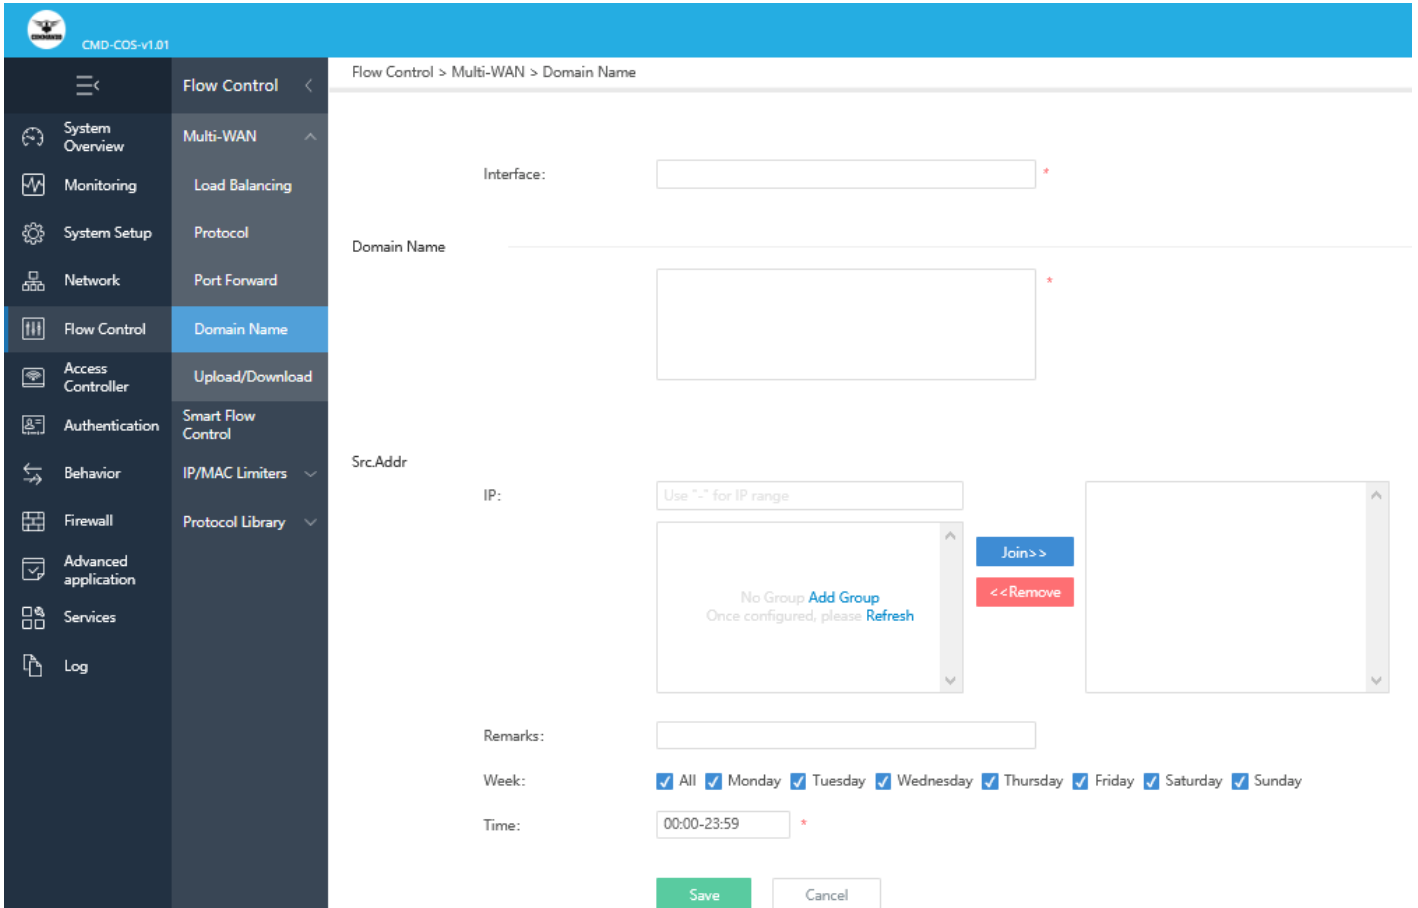 COMMANDO
CMD-COS-v1.01
Flow Control
Flow Control > Multi-WAN > Domain Name
System
Overview
Monitoring
System Setup
Network
Flow Control
Access
Controller
Authentication
Behavior
Firewall
Advanced
application
Services
Log
Multi-WAN
Load Balancing
Protocol
Port Forward
Domain Name
Upload/Download
Smart Flow
Control
IP/MAC Limiters
Protocol Library
Interface:
*
Domain Name
*
Src.Addr
IP:
Use "-" for IP range
No Group Add Group
Once configured, please Refresh
Join>>
<<Remove
Remarks:
Week:
All Monday Tuesday Wednesday Thursday Friday Saturday Sunday
Time:
00:00-23:59 *
Save
Cancel